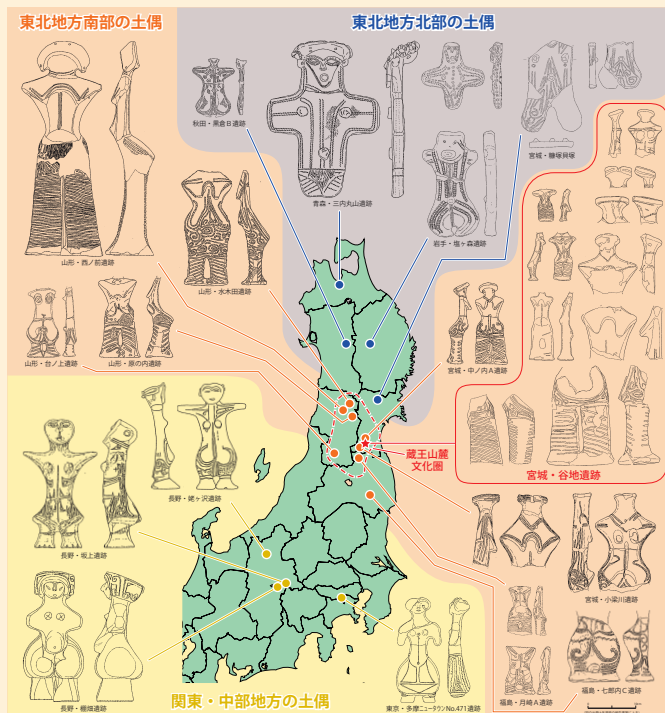 東北地方南部の土偶
東北地方北部の土偶
秋田・黒倉B遺跡
青森・三内丸山遺跡
宮城・糠塚貝塚
岩手・塩ヶ森遺跡
山形・西ノ前遺跡
山形・水木田遺跡
山形・台ノ上遺跡
山形・原の内遺跡
宮城・中ノ内A遺跡
蔵王山麓
文化圏
宮城・谷地遺跡
長野・姥ヶ沢遺跡
長野・坂上遺跡
宮城・小梁川遺跡
長野・棚畑遺跡
関東・中部地方の土偶
東京・多摩ニュータウンNo.471遺跡
福島・月崎A遺跡
福島・七郎内C遺跡